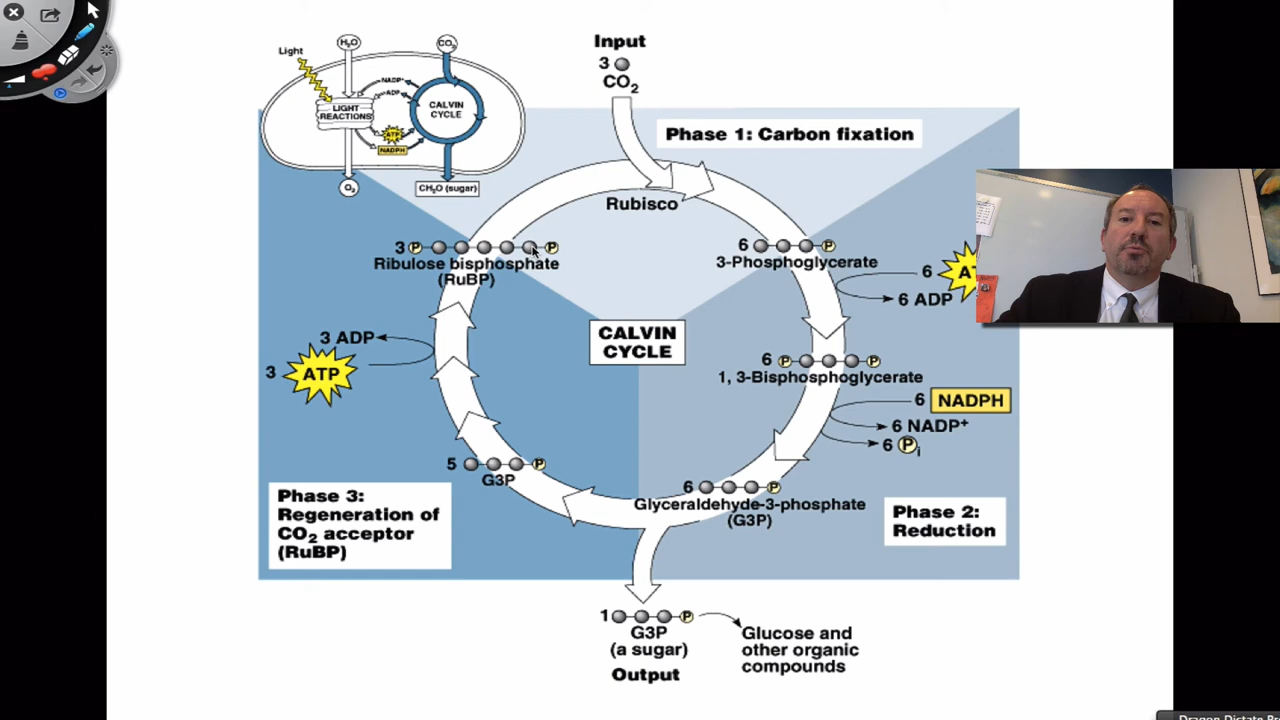 Light
H₂O
CO₂
NADP⁺
ADP
LIGHT
REACTIONS
CALVIN
CYCLE
ATP
NADPH
O₂
CH₂O (sugar)
Input
3
CO₂
Phase 1: Carbon fixation
Rubisco
3 P P
Ribulose bisphosphate
(RuBP)
6 P
3-Phosphoglycerate
6
6 ADP
CALVIN
CYCLE
3 ADP
3 ATP
6 P P
1, 3-Bisphosphoglycerate
6 NADPH
6 NADP⁺
6 Pi
5 P
G3P
6 P
Glyceraldehyde-3-phosphate
(G3P)
Phase 3:
Regeneration of
CO₂ acceptor
(RuBP)
Phase 2:
Reduction
1 P
G3P
(a sugar)
Output
Glucose and
other organic
compounds